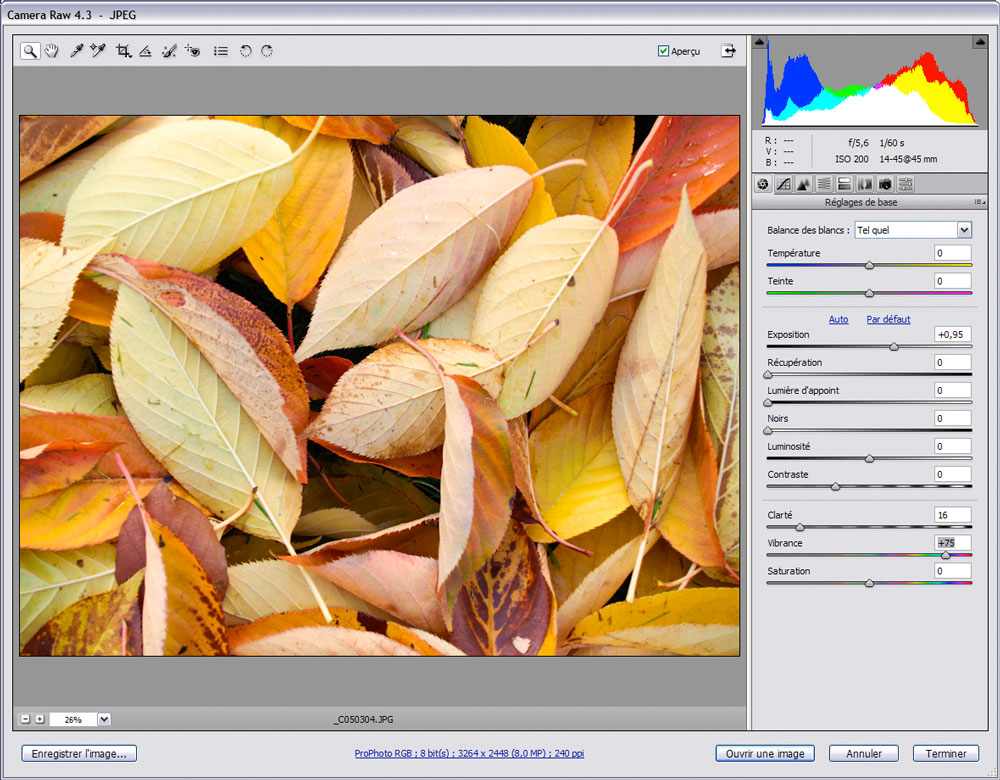 Camera Raw 4.3 - JPEG
Aperçu
R : ---
V : ---
B : ---
f/5,6 1/60 s
ISO 200 14-45@45 mm
Réglages de base
Balance des blancs : Tel quel
Température 0
Teinte 0
Auto Par défaut
Exposition +0,95
Récupération 0
Lumière d'appoint 0
Noirs 0
Luminosité 0
Contraste 0
Clarté 16
Vibrance +75
Saturation 0
26% _C050304.JPG
Enregistrer l'image... ProPhoto RGB ; 8 bit(s) ; 3264 x 2448 (8,0 MP) ; 240 ppi Ouvrir une image Annuler Terminer